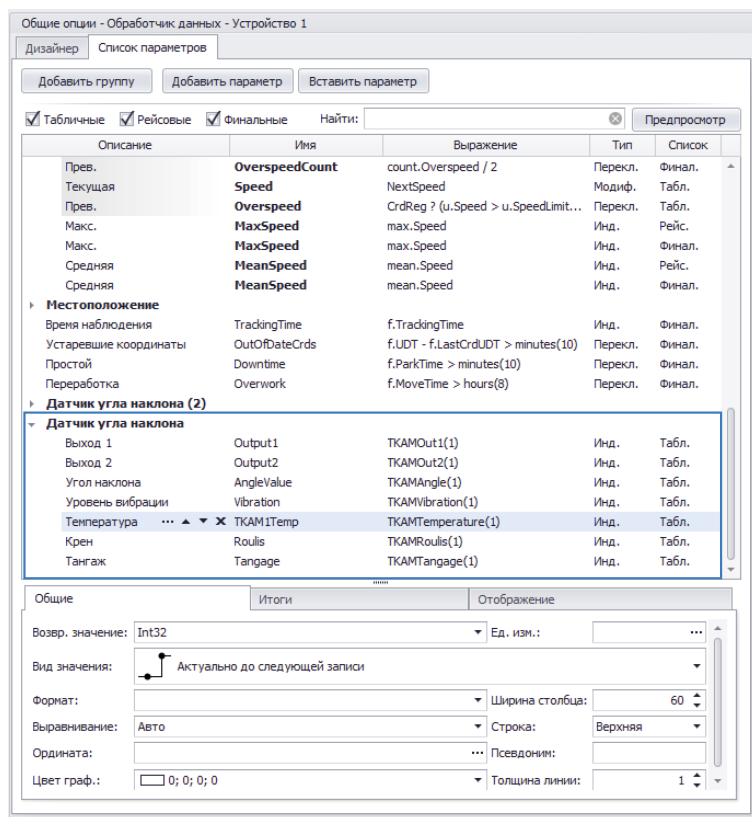 Общие опции - Обработчик данных - Устройство 1
Дизайнер Список параметров
Добавить группу Добавить параметр Вставить параметр
Табличные Рейсовые Финальные Найти: Предпросмотр
Описание Имя Выражение Тип Список
Прев. OverspeedCount count.Overspeed / 2 Перекл. Финал.
Текущая Speed NextSpeed Модиф. Табл.
Прев. Overspeed CrdReg ? (u.Speed > u.SpeedLimit... Перекл. Табл.
Макс. MaxSpeed max.Speed Инд. Рейс.
Макс. MaxSpeed max.Speed Инд. Финал.
Средняя MeanSpeed mean.Speed Инд. Рейс.
Средняя MeanSpeed mean.Speed Инд. Финал.
Местоположение
Время наблюдения TrackingTime f.TrackingTime Инд. Финал.
Устаревшие координаты OutOfDateCrds f.UDT - f.LastCrdUDT > minutes(10) Перекл. Финал.
Простой Downtime f.ParkTime > minutes(10) Перекл. Финал.
Переработка Overwork f.MoveTime > hours(8) Перекл. Финал.
Датчик угла наклона (2)
Датчик угла наклона
Выход 1 Output1 TKAMOut1(1) Инд. Табл.
Выход 2 Output2 TKAMOut2(1) Инд. Табл.
Угол наклона AngleValue TKAMAngle(1) Инд. Табл.
Уровень вибрации Vibration TKAMVibration(1) Инд. Табл.
Температура ... TKAM1Temp TKAMTemperature(1) Инд. Табл.
Крен Roulis TKAMRoulis(1) Инд. Табл.
Тангаж Tangage TKAMTangage(1) Инд. Табл.
Общие Итоги Отображение
Возвр. значение: Int32 Ед. изм.: ...
Вид значения: Актуально до следующей записи
Формат: Ширина столбца: 60
Выравнивание: Авто Строка: Верхняя
Ордината: ... Псевдоним:
Цвет граф.: 0; 0; 0; 0 Толщина линии: 1